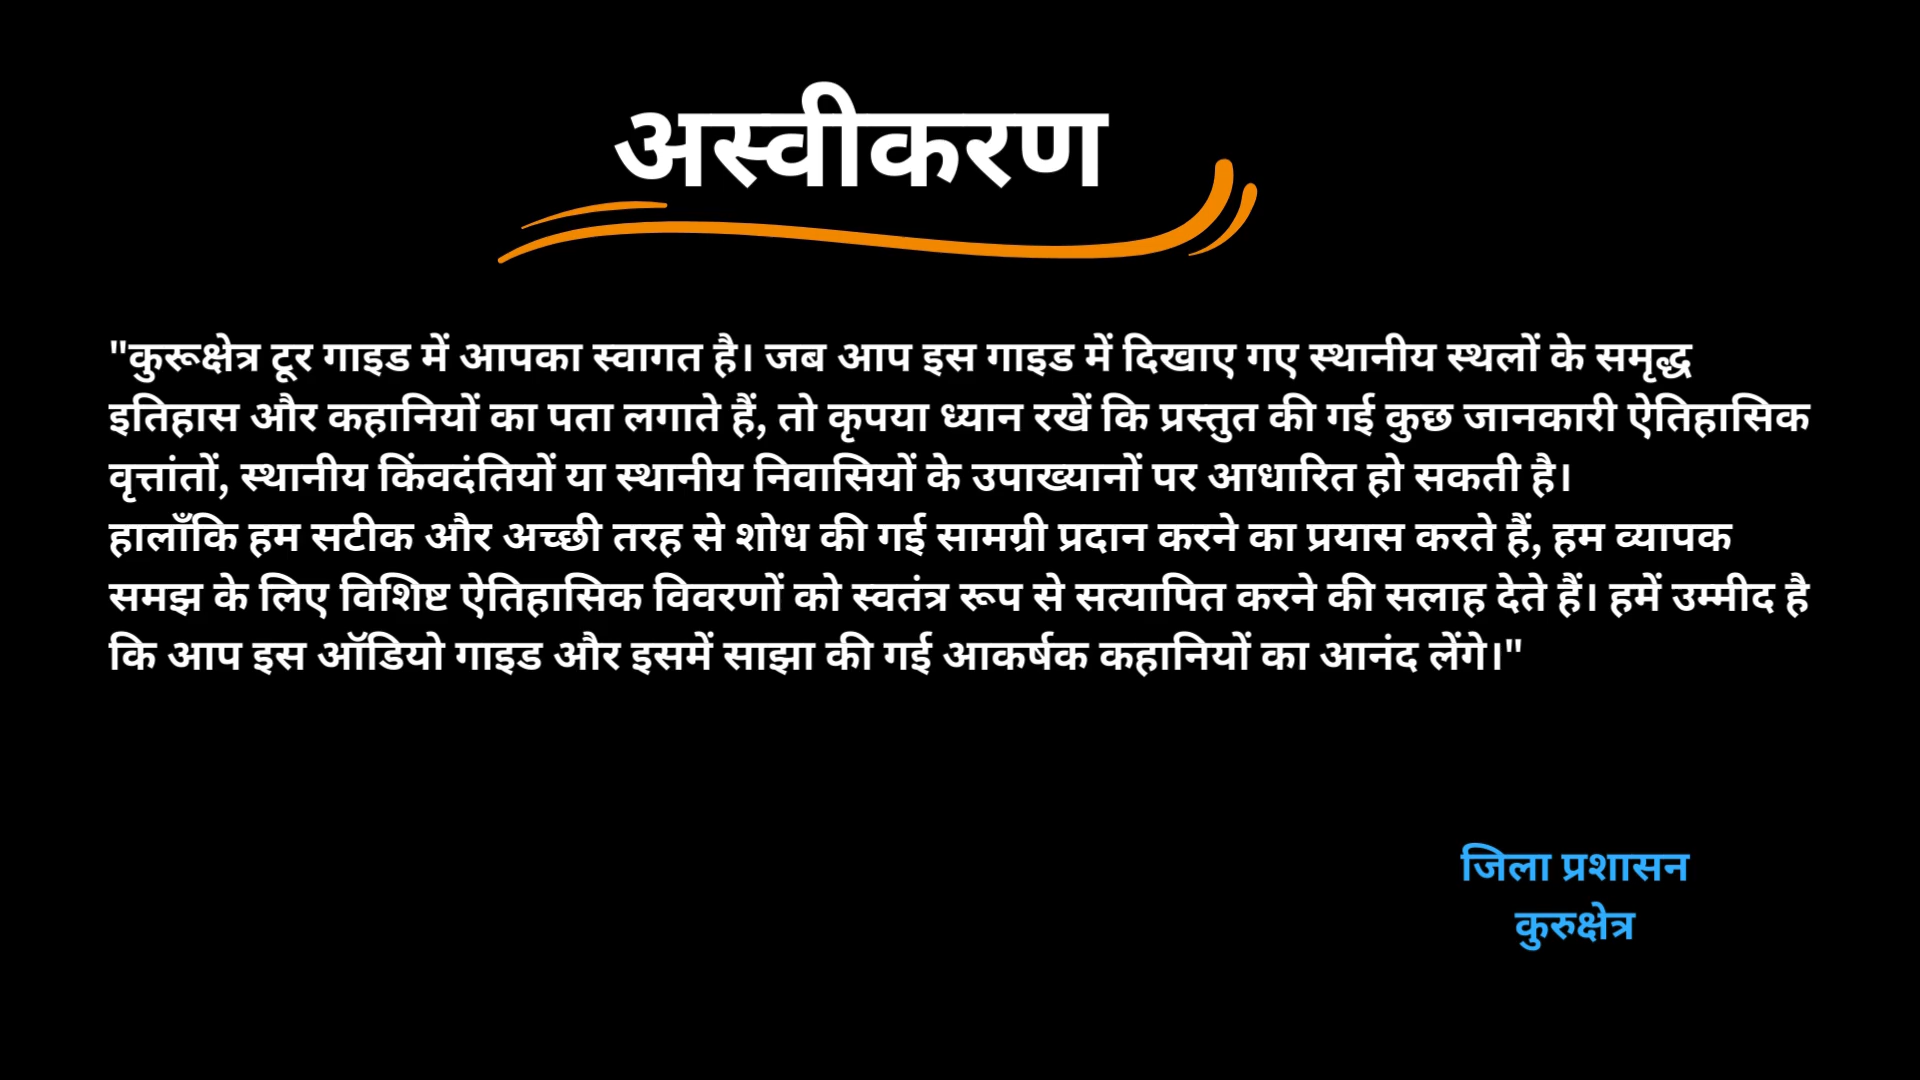 अस्वीकरण
"कुरूक्षेत्र टूर गाइड में आपका स्वागत है। जब आप इस गाइड में दिखाए गए स्थानीय स्थलों के समृद्ध
इतिहास और कहानियों का पता लगाते हैं, तो कृपया ध्यान रखें कि प्रस्तुत की गई कुछ जानकारी ऐतिहासिक
वृत्तांतों, स्थानीय किंवदंतियों या स्थानीय निवासियों के उपाख्यानों पर आधारित हो सकती है।
हालाँकि हम सटीक और अच्छी तरह से शोध की गई सामग्री प्रदान करने का प्रयास करते हैं, हम व्यापक
समझ के लिए विशिष्ट ऐतिहासिक विवरणों को स्वतंत्र रूप से सत्यापित करने की सलाह देते हैं। हमें उम्मीद है
कि आप इस ऑडियो गाइड और इसमें साझा की गई आकर्षक कहानियों का आनंद लेंगे।"
जिला प्रशासन
कुरुक्षेत्र